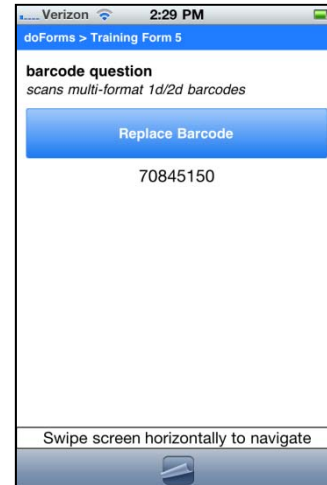 Verizon 2:29 PM
doForms > Training Form 5
barcode question
scans multi-format 1d/2d barcodes
Replace Barcode
70845150
Swipe screen horizontally to navigate